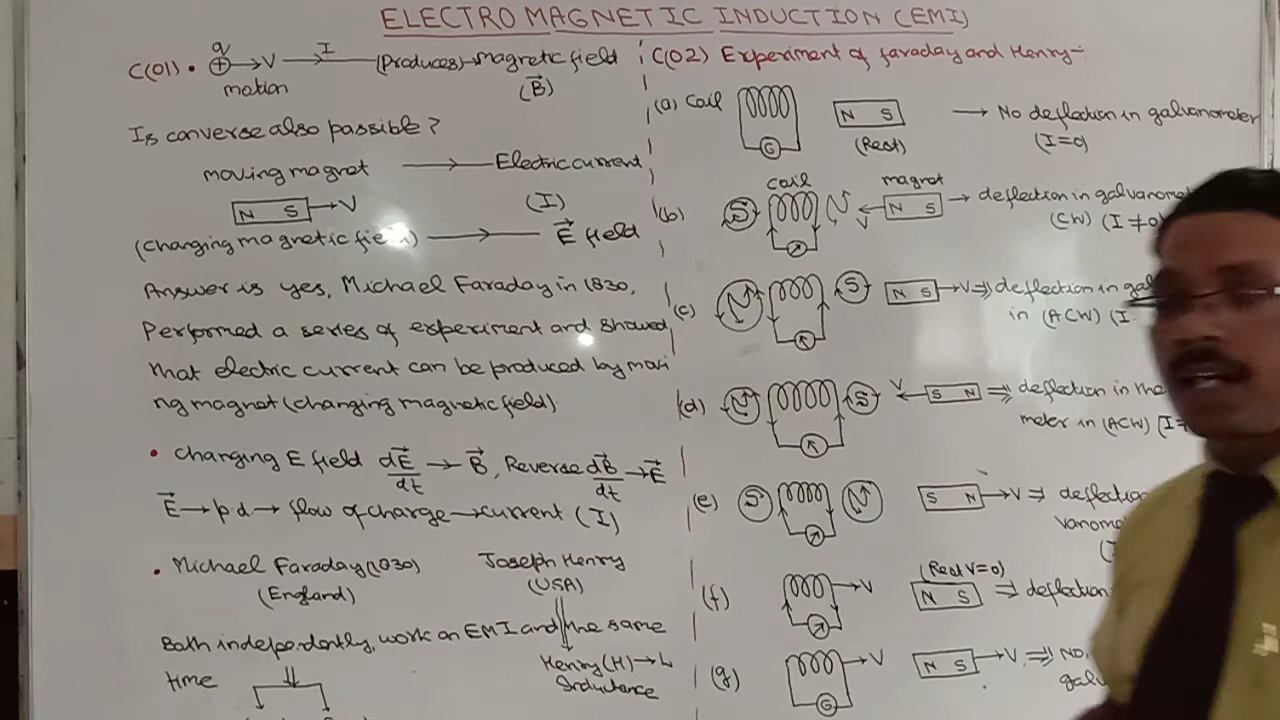 ELECTROMAGNETIC INDUCTION (EMI)
C(01). q + → V I → (Produces) → magnetic field
motion (B⃗)
Is converse also possible?
moving magnet → Electric current
N S → V (I)
(Changing magnetic field) → E⃗ field
Answer is yes, Michael Faraday in 1830,
Performed a series of experiment and showed
that electric current can be produced by movi
ng magnet (changing magnetic field)
• Changing E field dE⃗/dt → B⃗, Reverse dB⃗/dt → E⃗
E⃗ → p.d → flow of charge → current (I)
• Michael Faraday (1830) Joseph Henry
(England) (USA)
Both independently, work on EMI and the same
time
Henry (H) → L
Inductance
C(02) Experiment of faraday and Henry:-
(a) Coil G N S → No deflection in galvanometer
(Rest) (I=0)
coil magnet
(b) S N V ← N S → deflection in galvanomet
(CW) (I ≠ 0)
(c) N S N S → V ⇒ deflection in gal
in (ACW) (I
(d) N S V ← S N ⇒ deflection in the
meter in (ACW) (I≠
(e) S N S N → V ⇒ deflection
vanom
(I
(Rest V=0)
(f) → V N S ⇒ deflection
(g) G → V N S → V ⇒ No.
galv